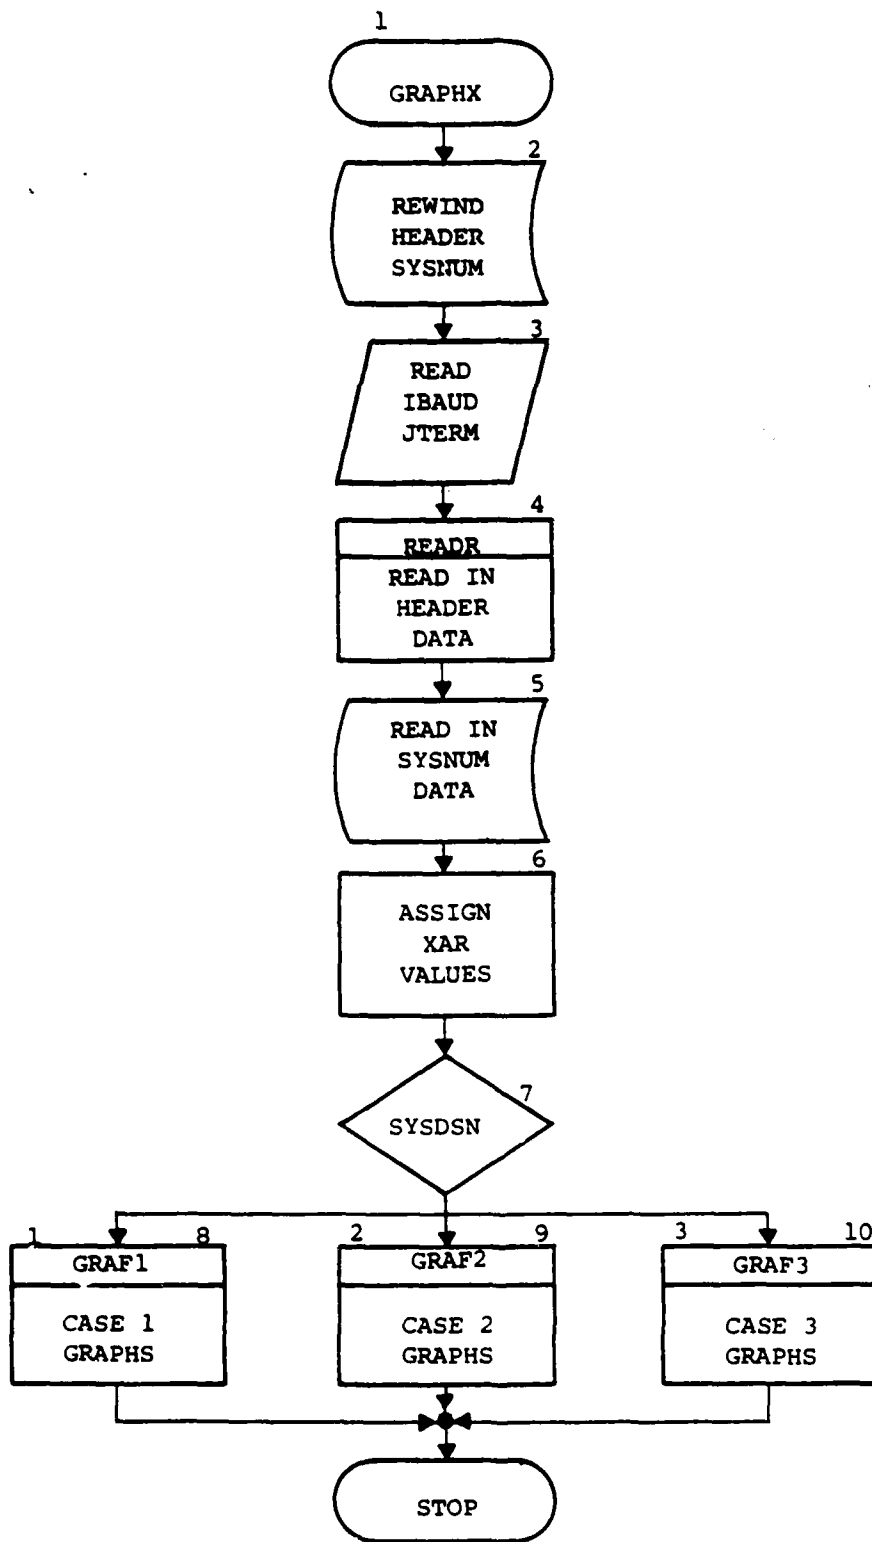 1
GRAPHX
2
REWIND
HEADER
SYSNUM
3
READ
IBAUD
JTERM
4
READR
READ IN
HEADER
DATA
5
READ IN
SYSNUM
DATA
6
ASSIGN
XAR
VALUES
7
SYSDSN
1 8
GRAF1
CASE 1
GRAPHS
2 9
GRAF2
CASE 2
GRAPHS
3 10
GRAF3
CASE 3
GRAPHS
STOP